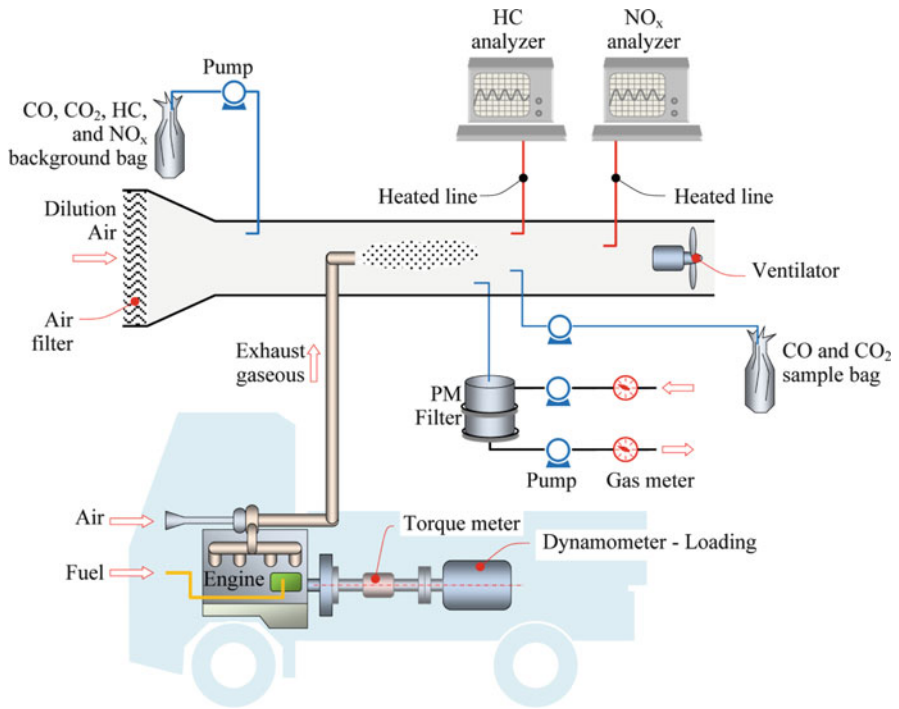 HC
analyzer
NOx
analyzer
Pump
CO, CO2, HC,
and NOx
background bag
Heated line
Heated line
Dilution
Air
Ventilator
Air
filter
Exhaust
gaseous
CO and CO2
sample bag
PM
Filter
Pump
Gas meter
Air
Torque meter
Dynamometer - Loading
Fuel
Engine